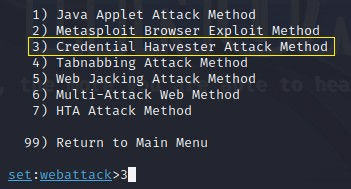 1) Java Applet Attack Method
2) Metasploit Browser Exploit Method
3) Credential Harvester Attack Method
4) Tabnabbing Attack Method
5) Web Jacking Attack Method
6) Multi-Attack Web Method
7) HTA Attack Method
99) Return to Main Menu
set:webattack>3